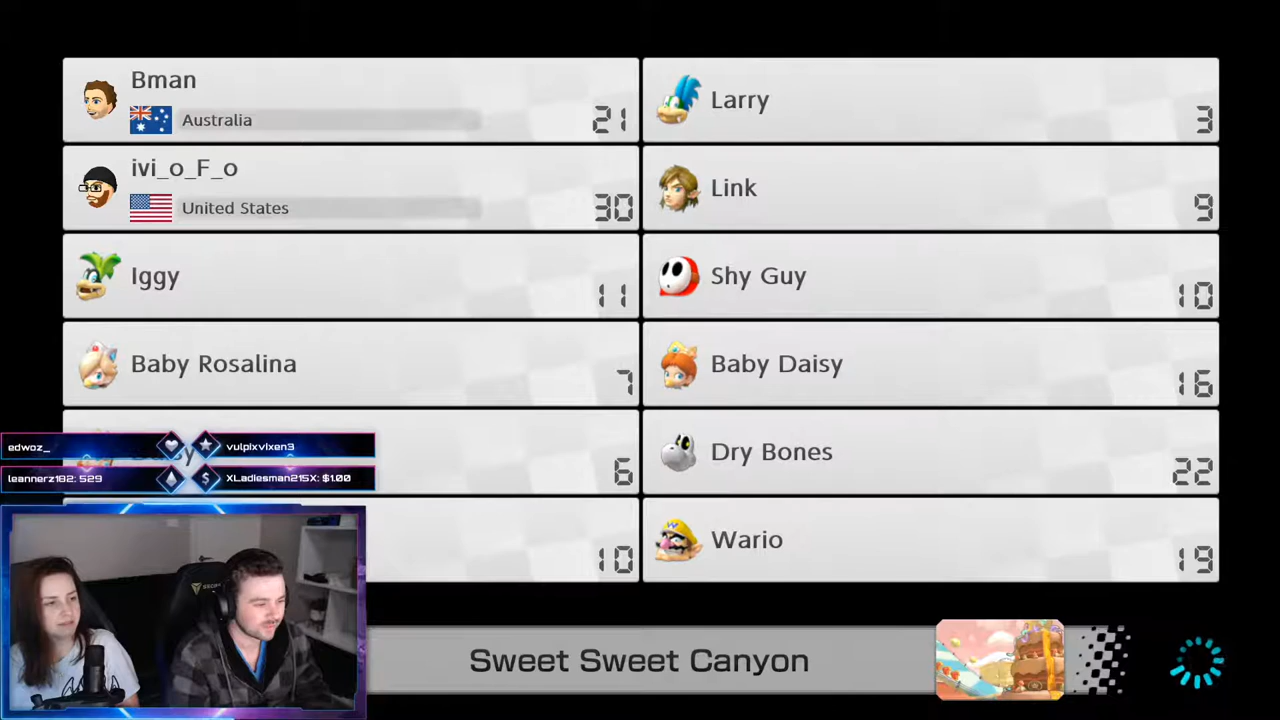 Bman
Australia
21
ivi_o_F_o
United States
30
Iggy
11
Baby Rosalina
7
6
10
Larry
3
Link
9
Shy Guy
10
Baby Daisy
16
Dry Bones
22
Wario
19
edwoz_
vulpixvixen3
leannerz182: 529
XLadiesman215X: $1.00
Sweet Sweet Canyon